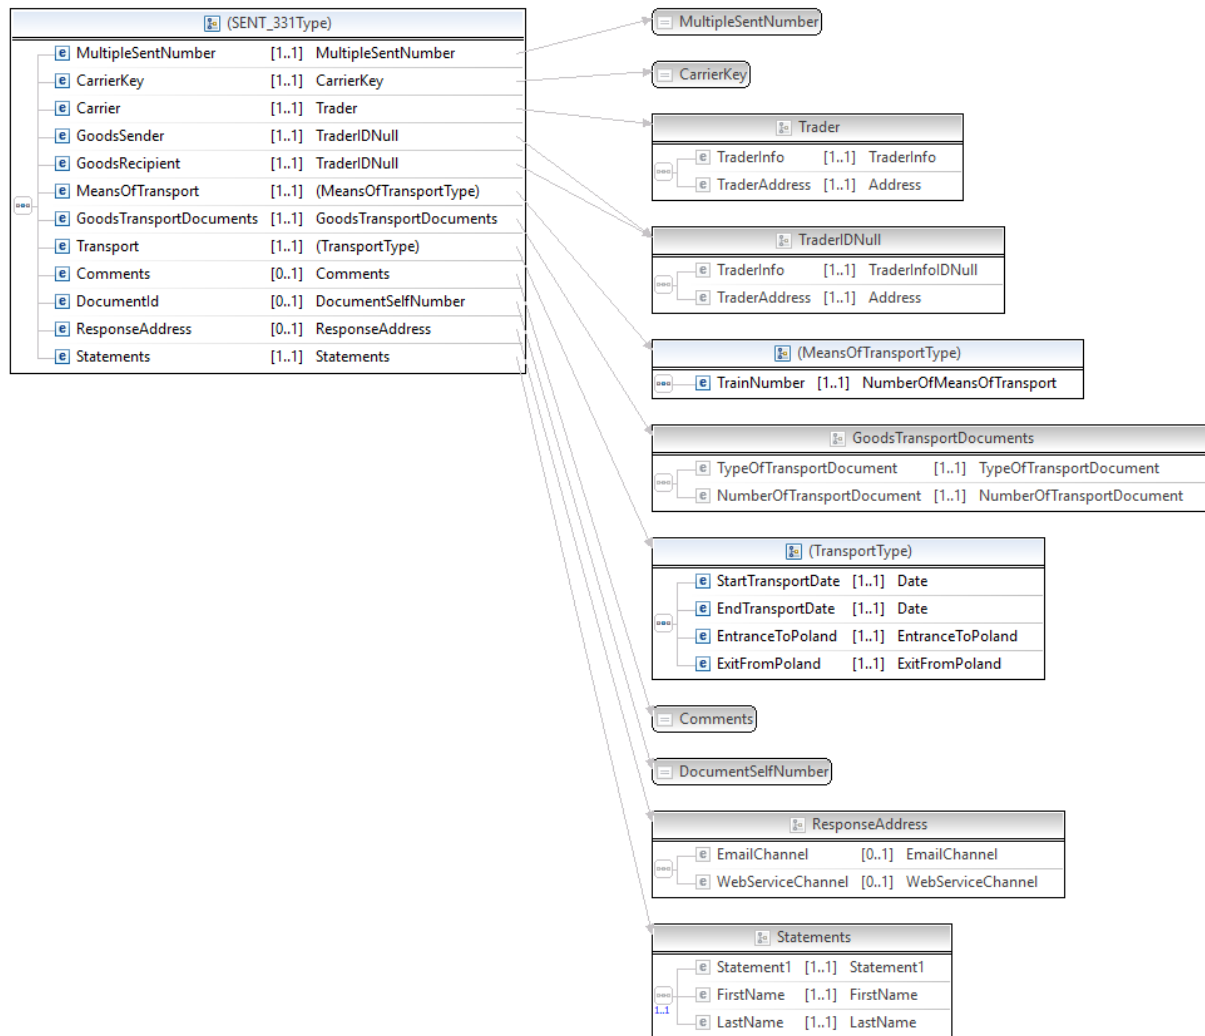 (SENT_331Type)
MultipleSentNumber [1..1] MultipleSentNumber
CarrierKey [1..1] CarrierKey
Carrier [1..1] Trader
GoodsSender [1..1] TraderIDNull
GoodsRecipient [1..1] TraderIDNull
MeansOfTransport [1..1] (MeansOfTransportType)
GoodsTransportDocuments [1..1] GoodsTransportDocuments
Transport [1..1] (TransportType)
Comments [0..1] Comments
DocumentId [0..1] DocumentSelfNumber
ResponseAddress [0..1] ResponseAddress
Statements [1..1] Statements
MultipleSentNumber
CarrierKey
Trader
TraderInfo [1..1] TraderInfo
TraderAddress [1..1] Address
TraderIDNull
TraderInfo [1..1] TraderInfoIDNull
TraderAddress [1..1] Address
(MeansOfTransportType)
TrainNumber [1..1] NumberOfMeansOfTransport
GoodsTransportDocuments
TypeOfTransportDocument [1..1] TypeOfTransportDocument
NumberOfTransportDocument [1..1] NumberOfTransportDocument
(TransportType)
StartTransportDate [1..1] Date
EndTransportDate [1..1] Date
EntranceToPoland [1..1] EntranceToPoland
ExitFromPoland [1..1] ExitFromPoland
Comments
DocumentSelfNumber
ResponseAddress
EmailChannel [0..1] EmailChannel
WebServiceChannel [0..1] WebServiceChannel
Statements
Statement1 [1..1] Statement1
FirstName [1..1] FirstName
1..1
LastName [1..1] LastName